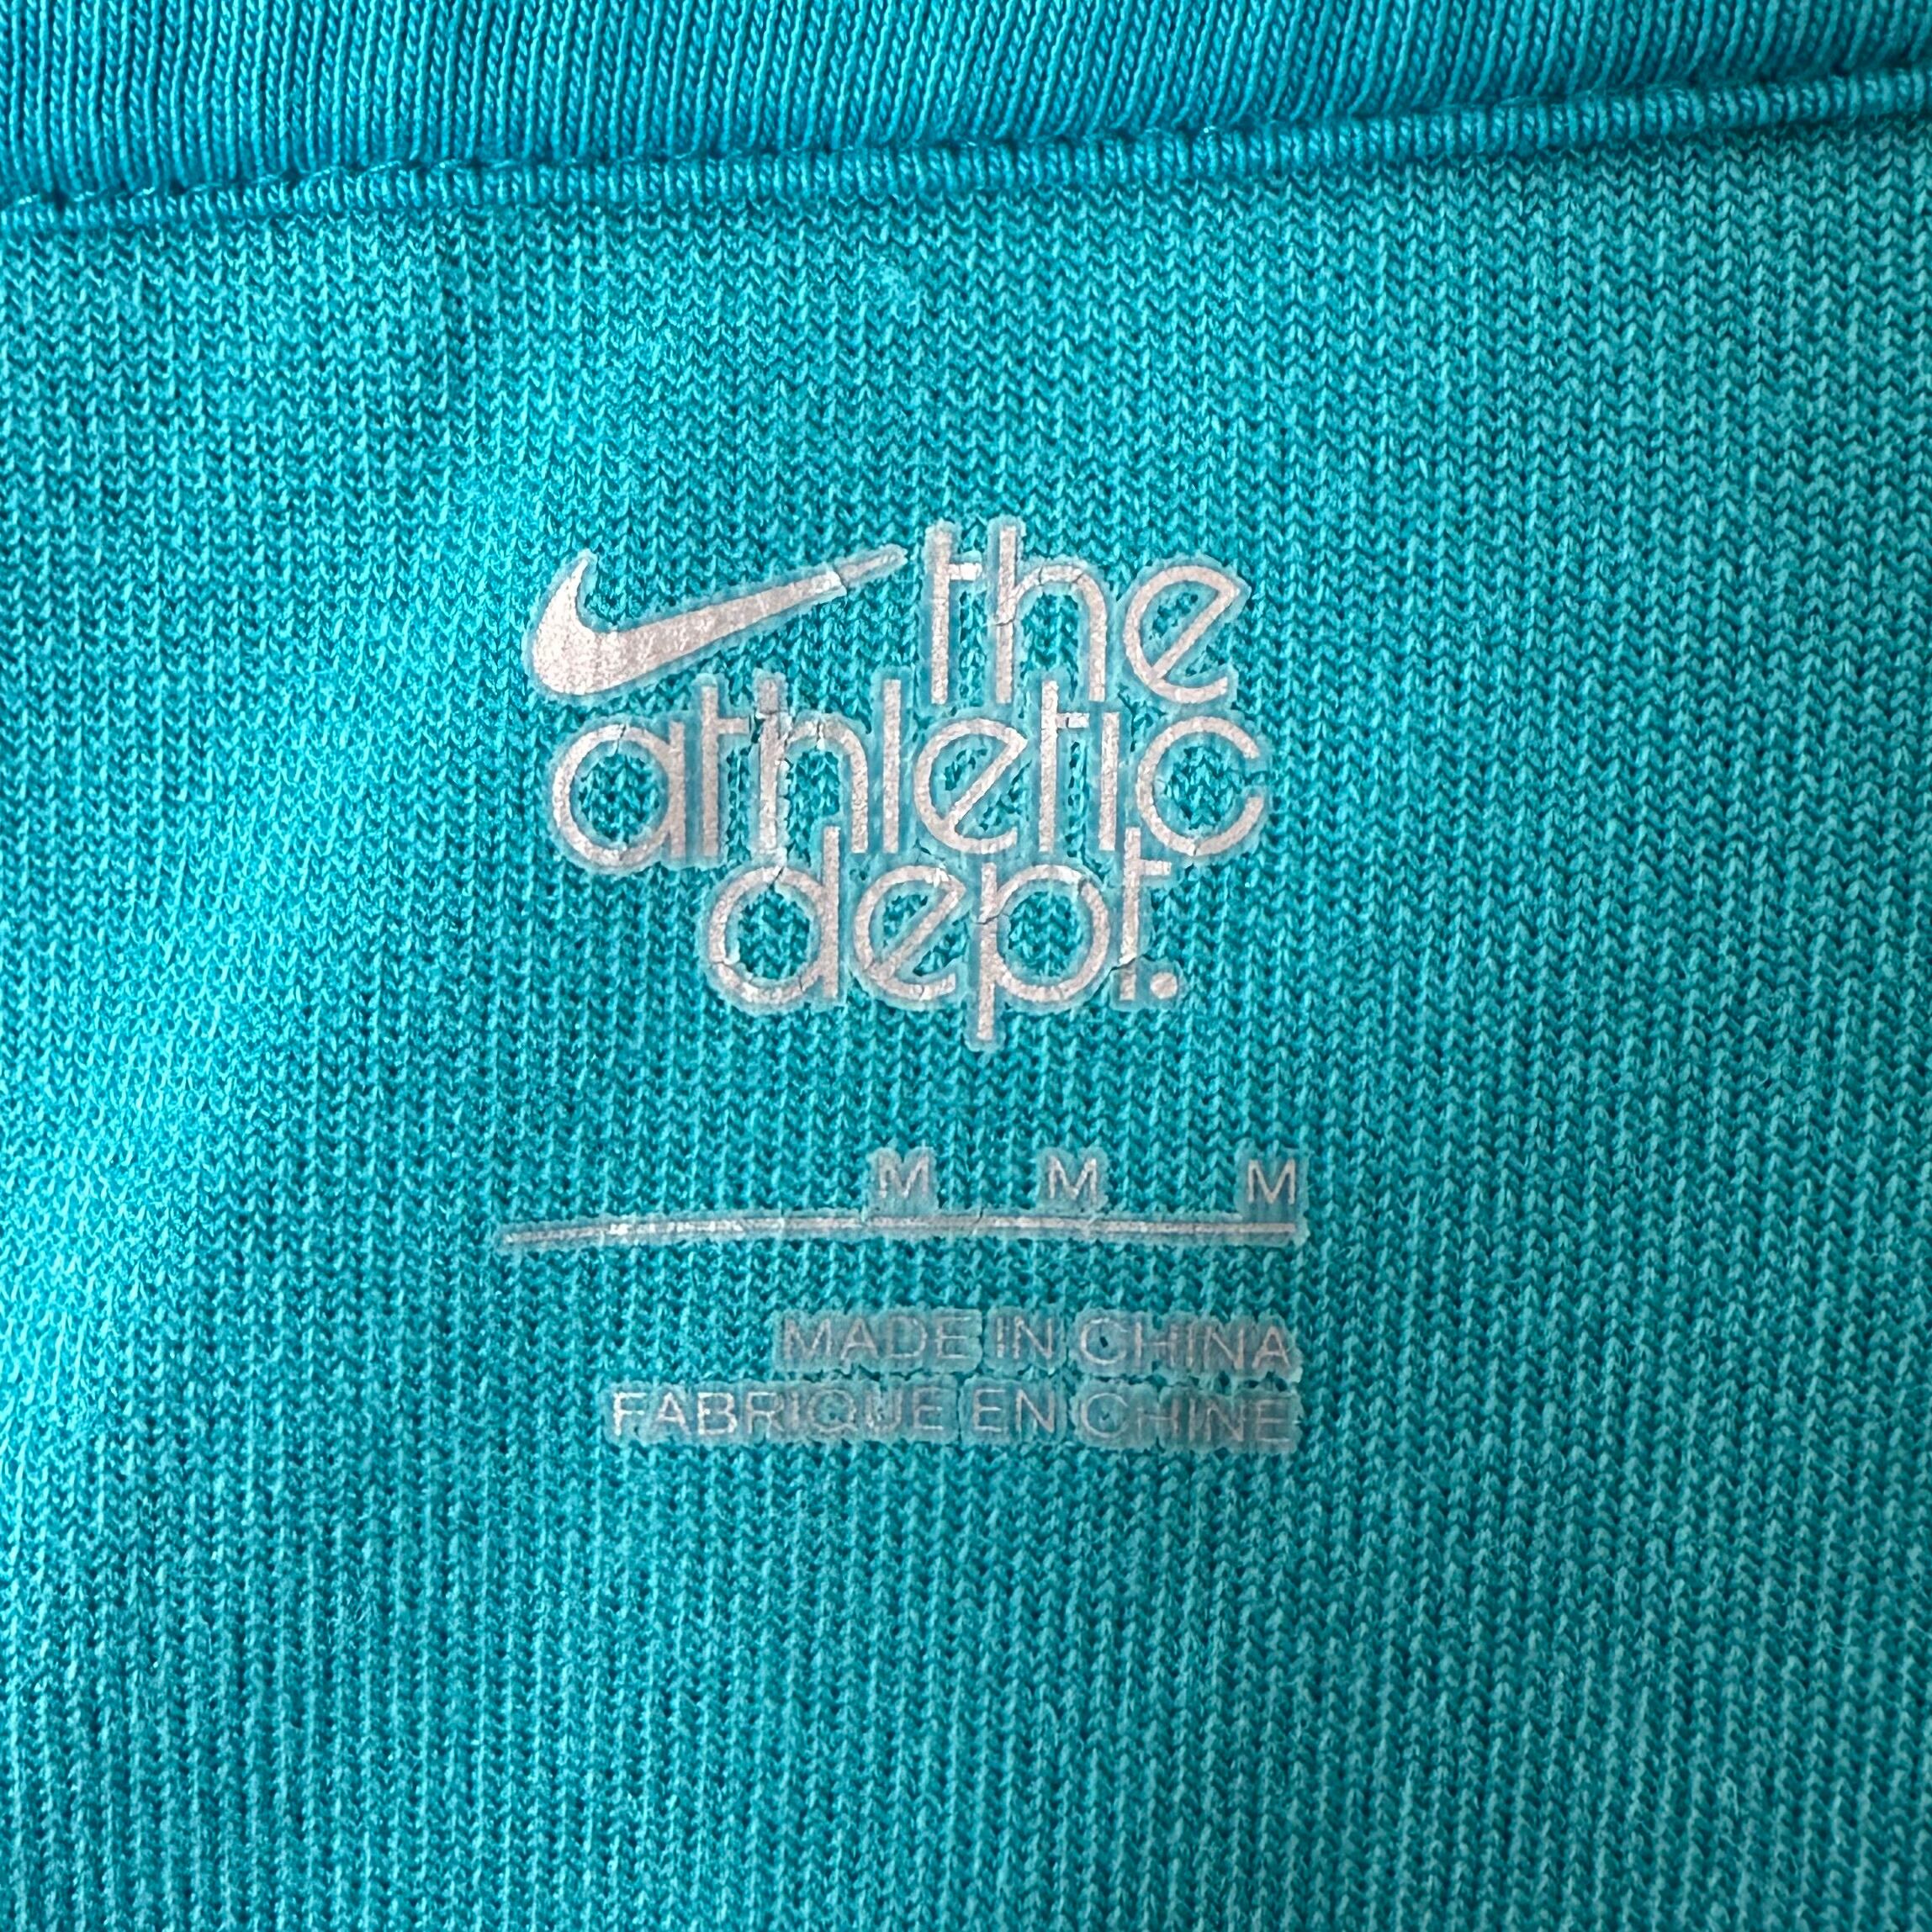 the
athletic
dept.
M M M
MADE IN CHINA
FABRIQUE EN CHINE